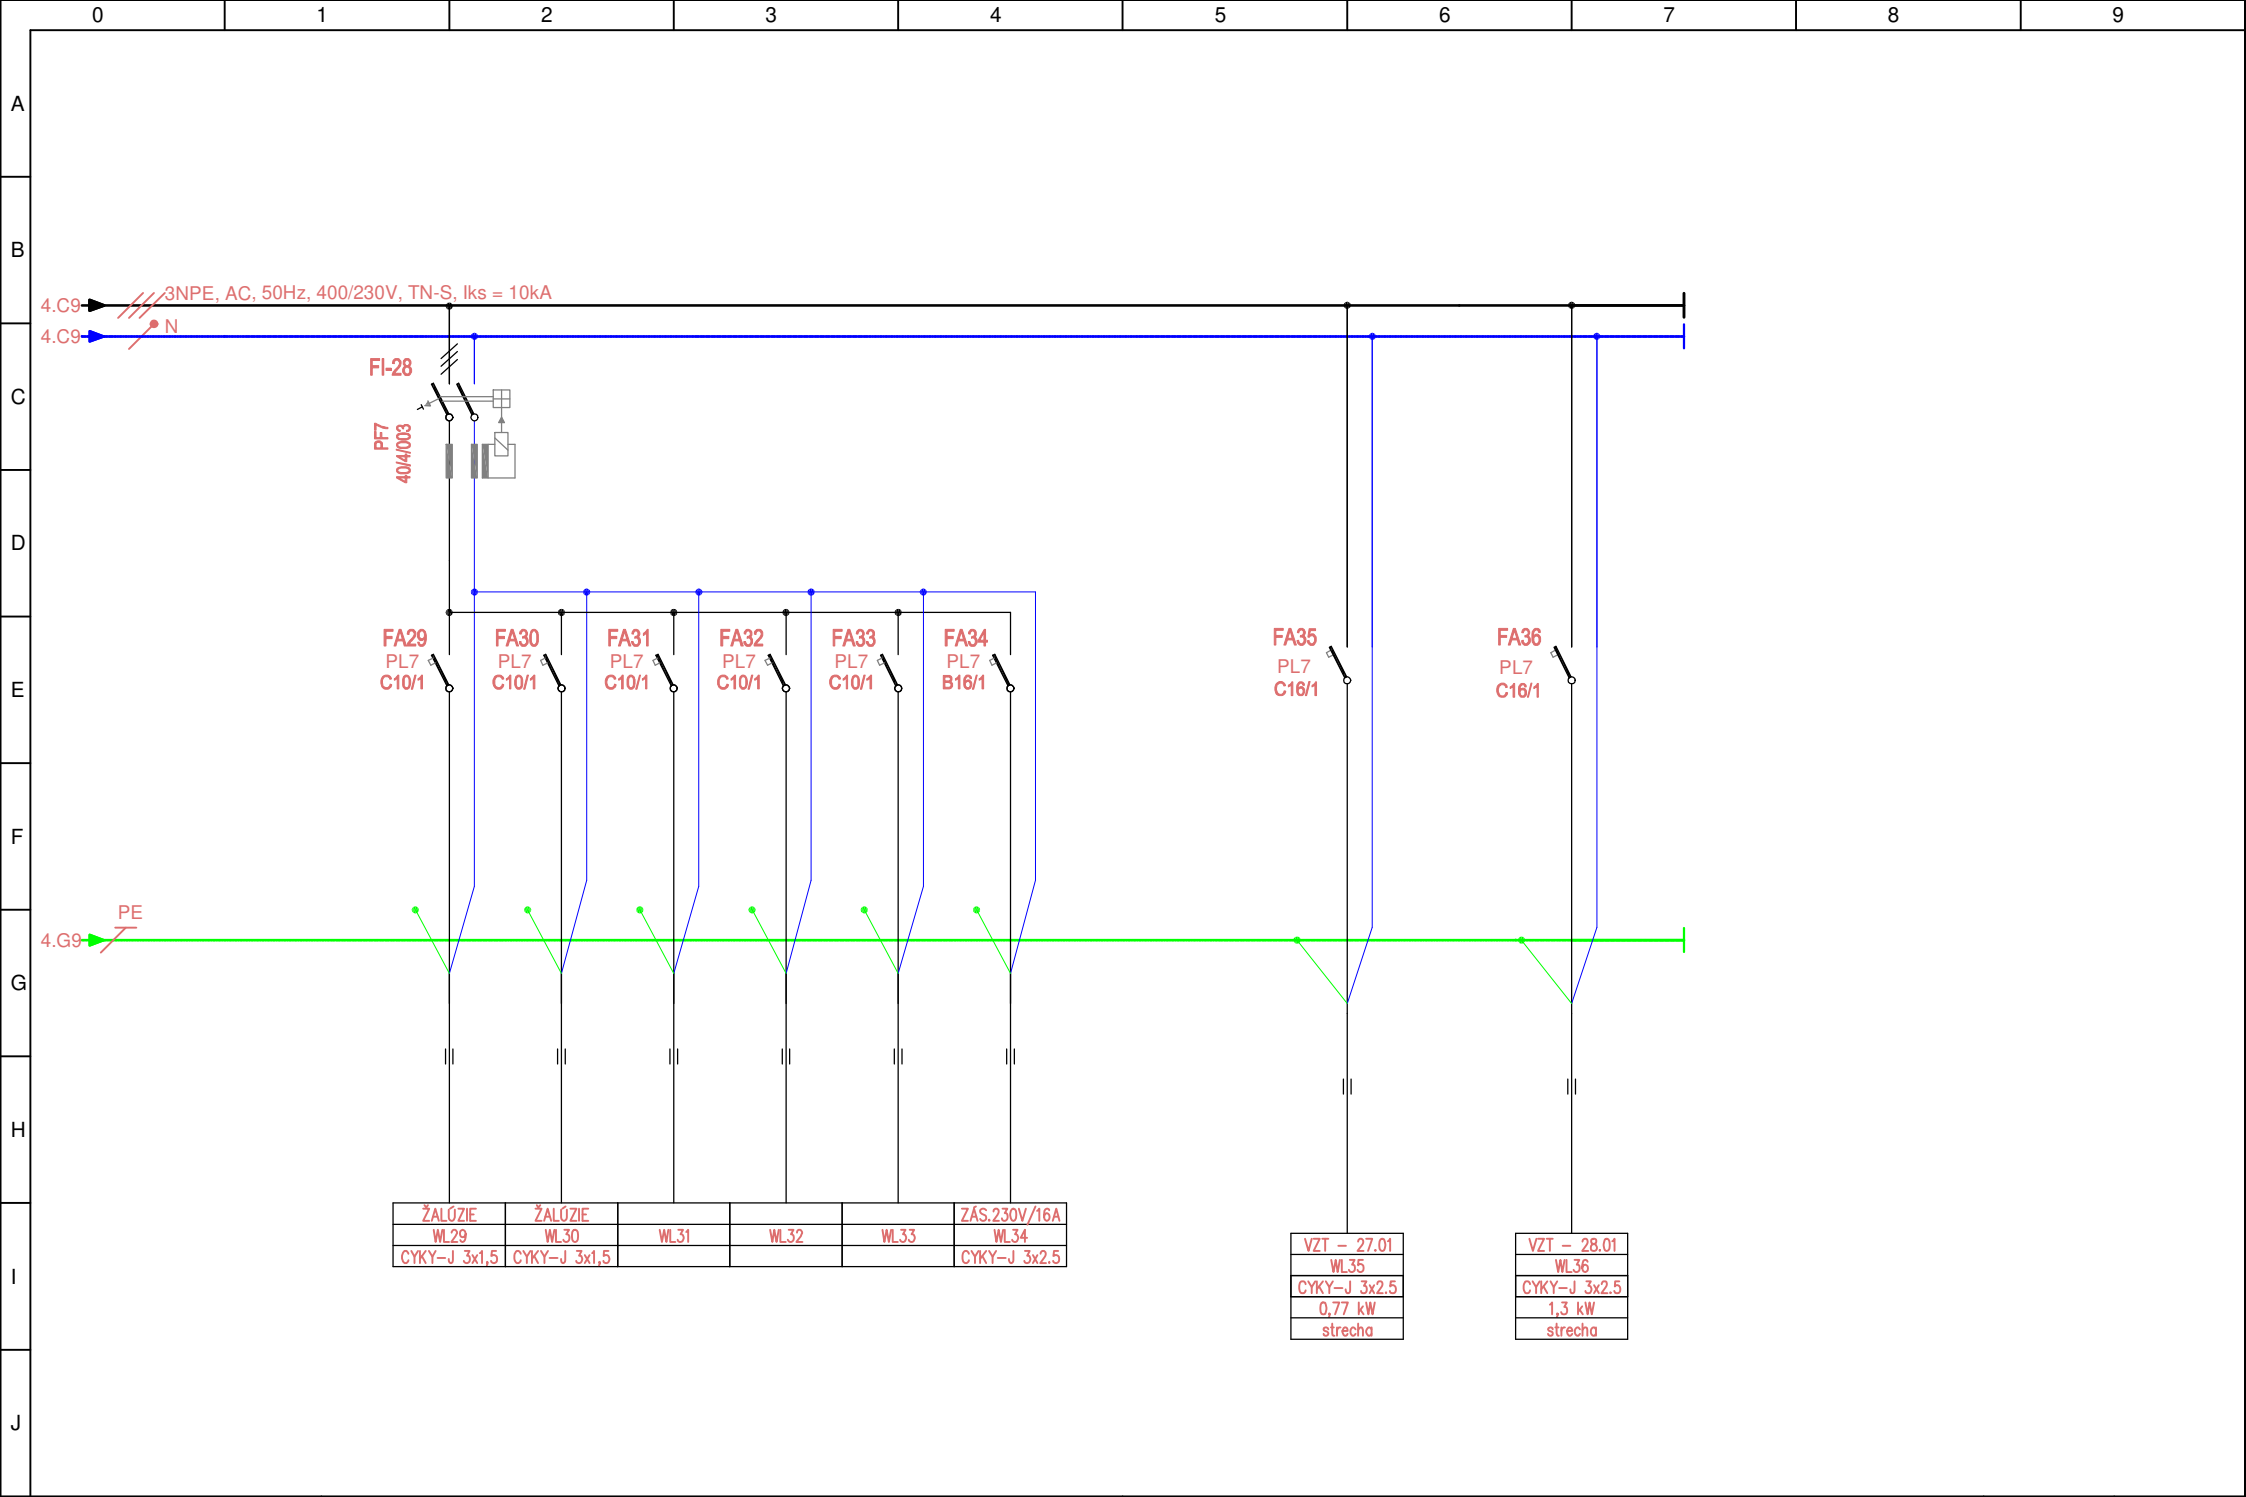 0 1 2 3 4 5 6 7 8 9
A
B
3NPE, AC, 50Hz, 400/230V, TN-S, Iks = 10kA
4.C9
N
4.C9
FI-28
C
PF7
40/4/003
D
FA29 FA30 FA31 FA32 FA33 FA34 FA35 FA36
PL7 PL7 PL7 PL7 PL7 PL7 PL7 PL7
C10/1 C10/1 C10/1 C10/1 C10/1 B16/1 C16/1 C16/1
E
F
PE
4.G9
G
H
ŽALÚZIE ŽALÚZIE ZÁS.230V/16A
WL29 WL30 WL31 WL32 WL33 WL34
CYKY-J 3x1,5 CYKY-J 3x1,5 CYKY-J 3x2.5
VZT - 27.01 VZT - 28.01
WL35 WL36
I
CYKY-J 3x2.5 CYKY-J 3x2.5
0,77 kW 1,3 kW
strecha strecha
J